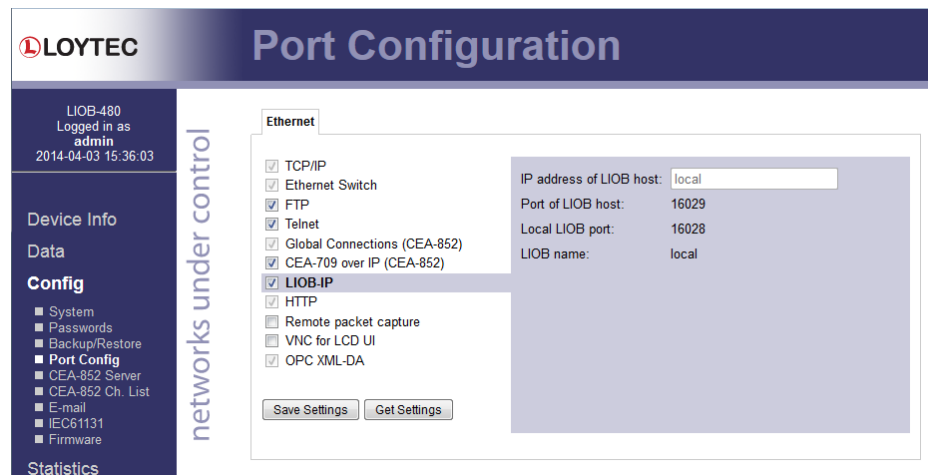 LOYTEC
Port Configuration
LIOB-480
Logged in as
admin
2014-04-03 15:36:03
Device Info
Data
Config
System
Passwords
Backup/Restore
Port Config
CEA-852 Server
CEA-852 Ch. List
E-mail
IEC61131
Firmware
Statistics
networks under control
Ethernet
TCP/IP
Ethernet Switch
FTP
Telnet
Global Connections (CEA-852)
CEA-709 over IP (CEA-852)
LIOB-IP
HTTP
Remote packet capture
VNC for LCD UI
OPC XML-DA
Save Settings Get Settings
IP address of LIOB host: local
Port of LIOB host: 16029
Local LIOB port: 16028
LIOB name: local